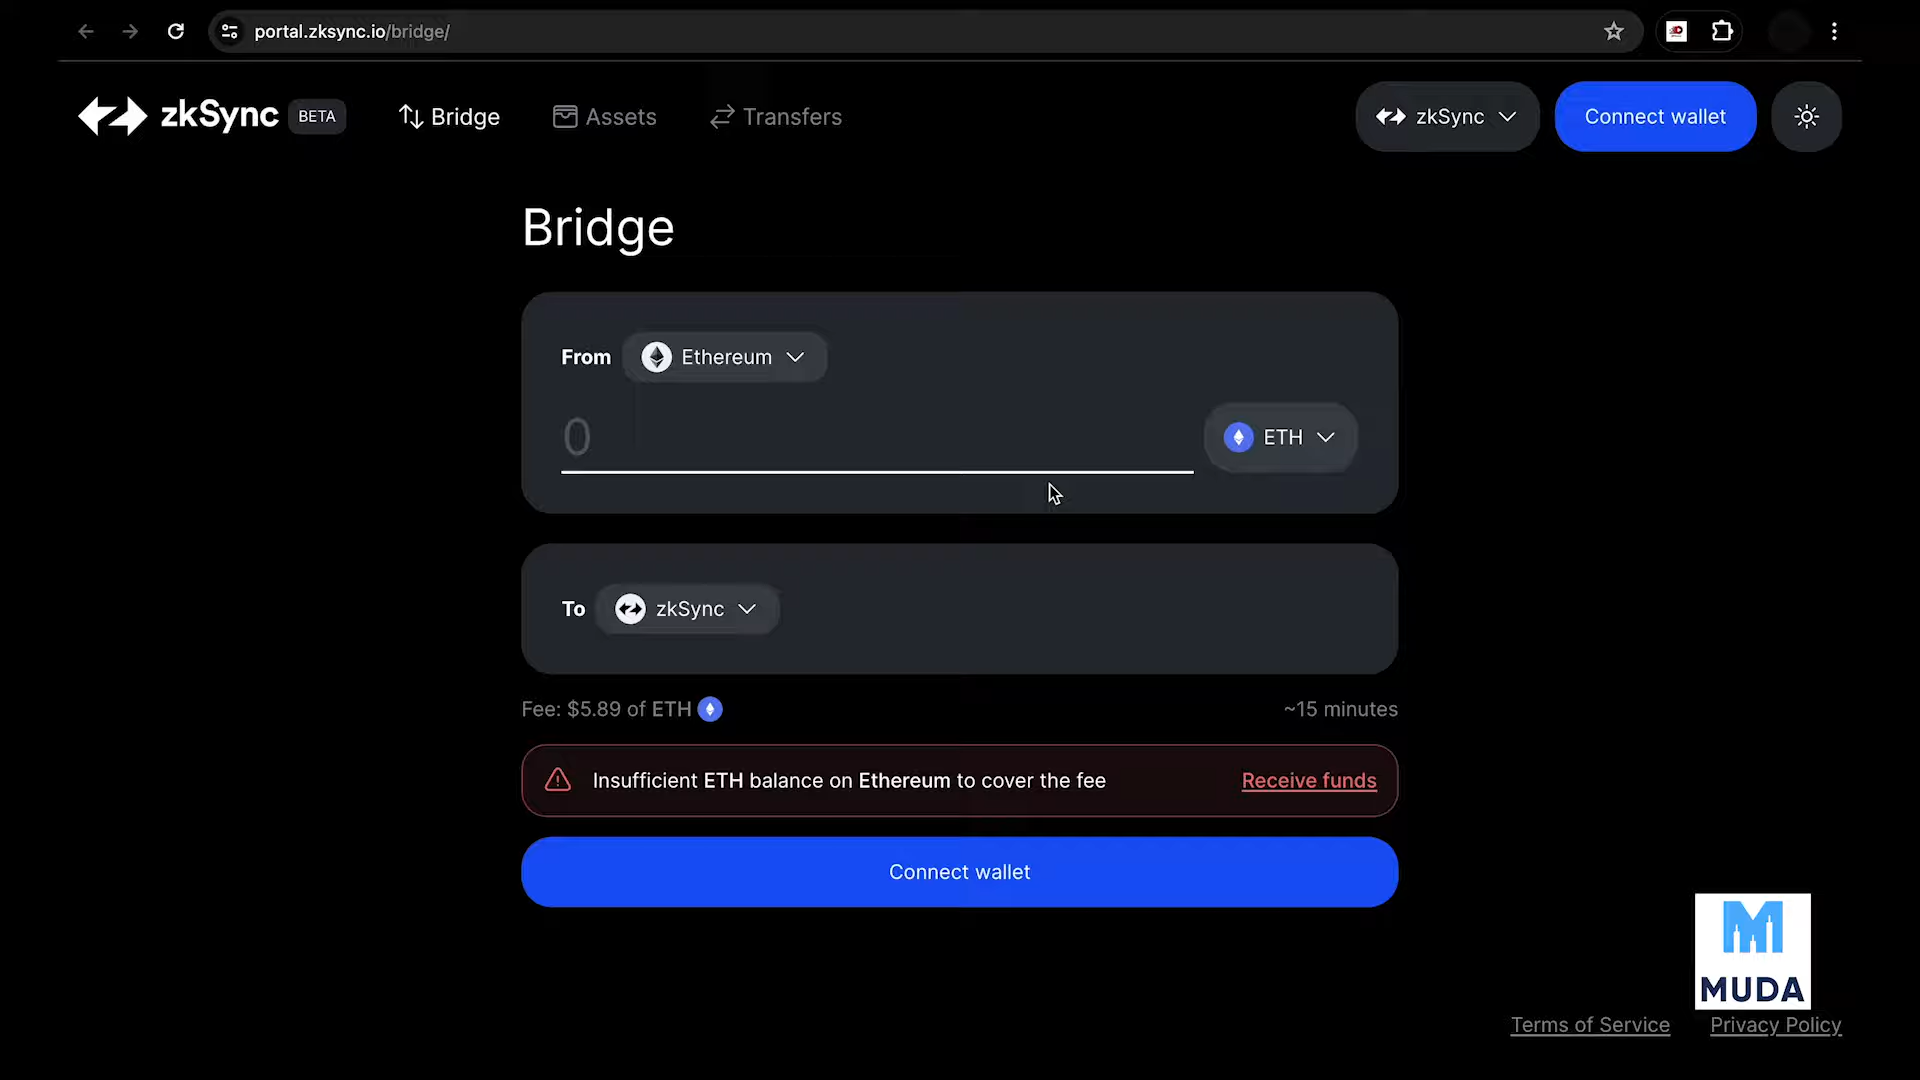 portal.zksync.io/bridge/
zkSync BETA Bridge Assets Transfers zkSync Connect wallet
Bridge
From Ethereum
0 ETH
To zkSync
Fee: $5.89 of ETH ~15 minutes
Insufficient ETH balance on Ethereum to cover the fee Receive funds
Connect wallet
M
MUDA
Terms of Service Privacy Policy